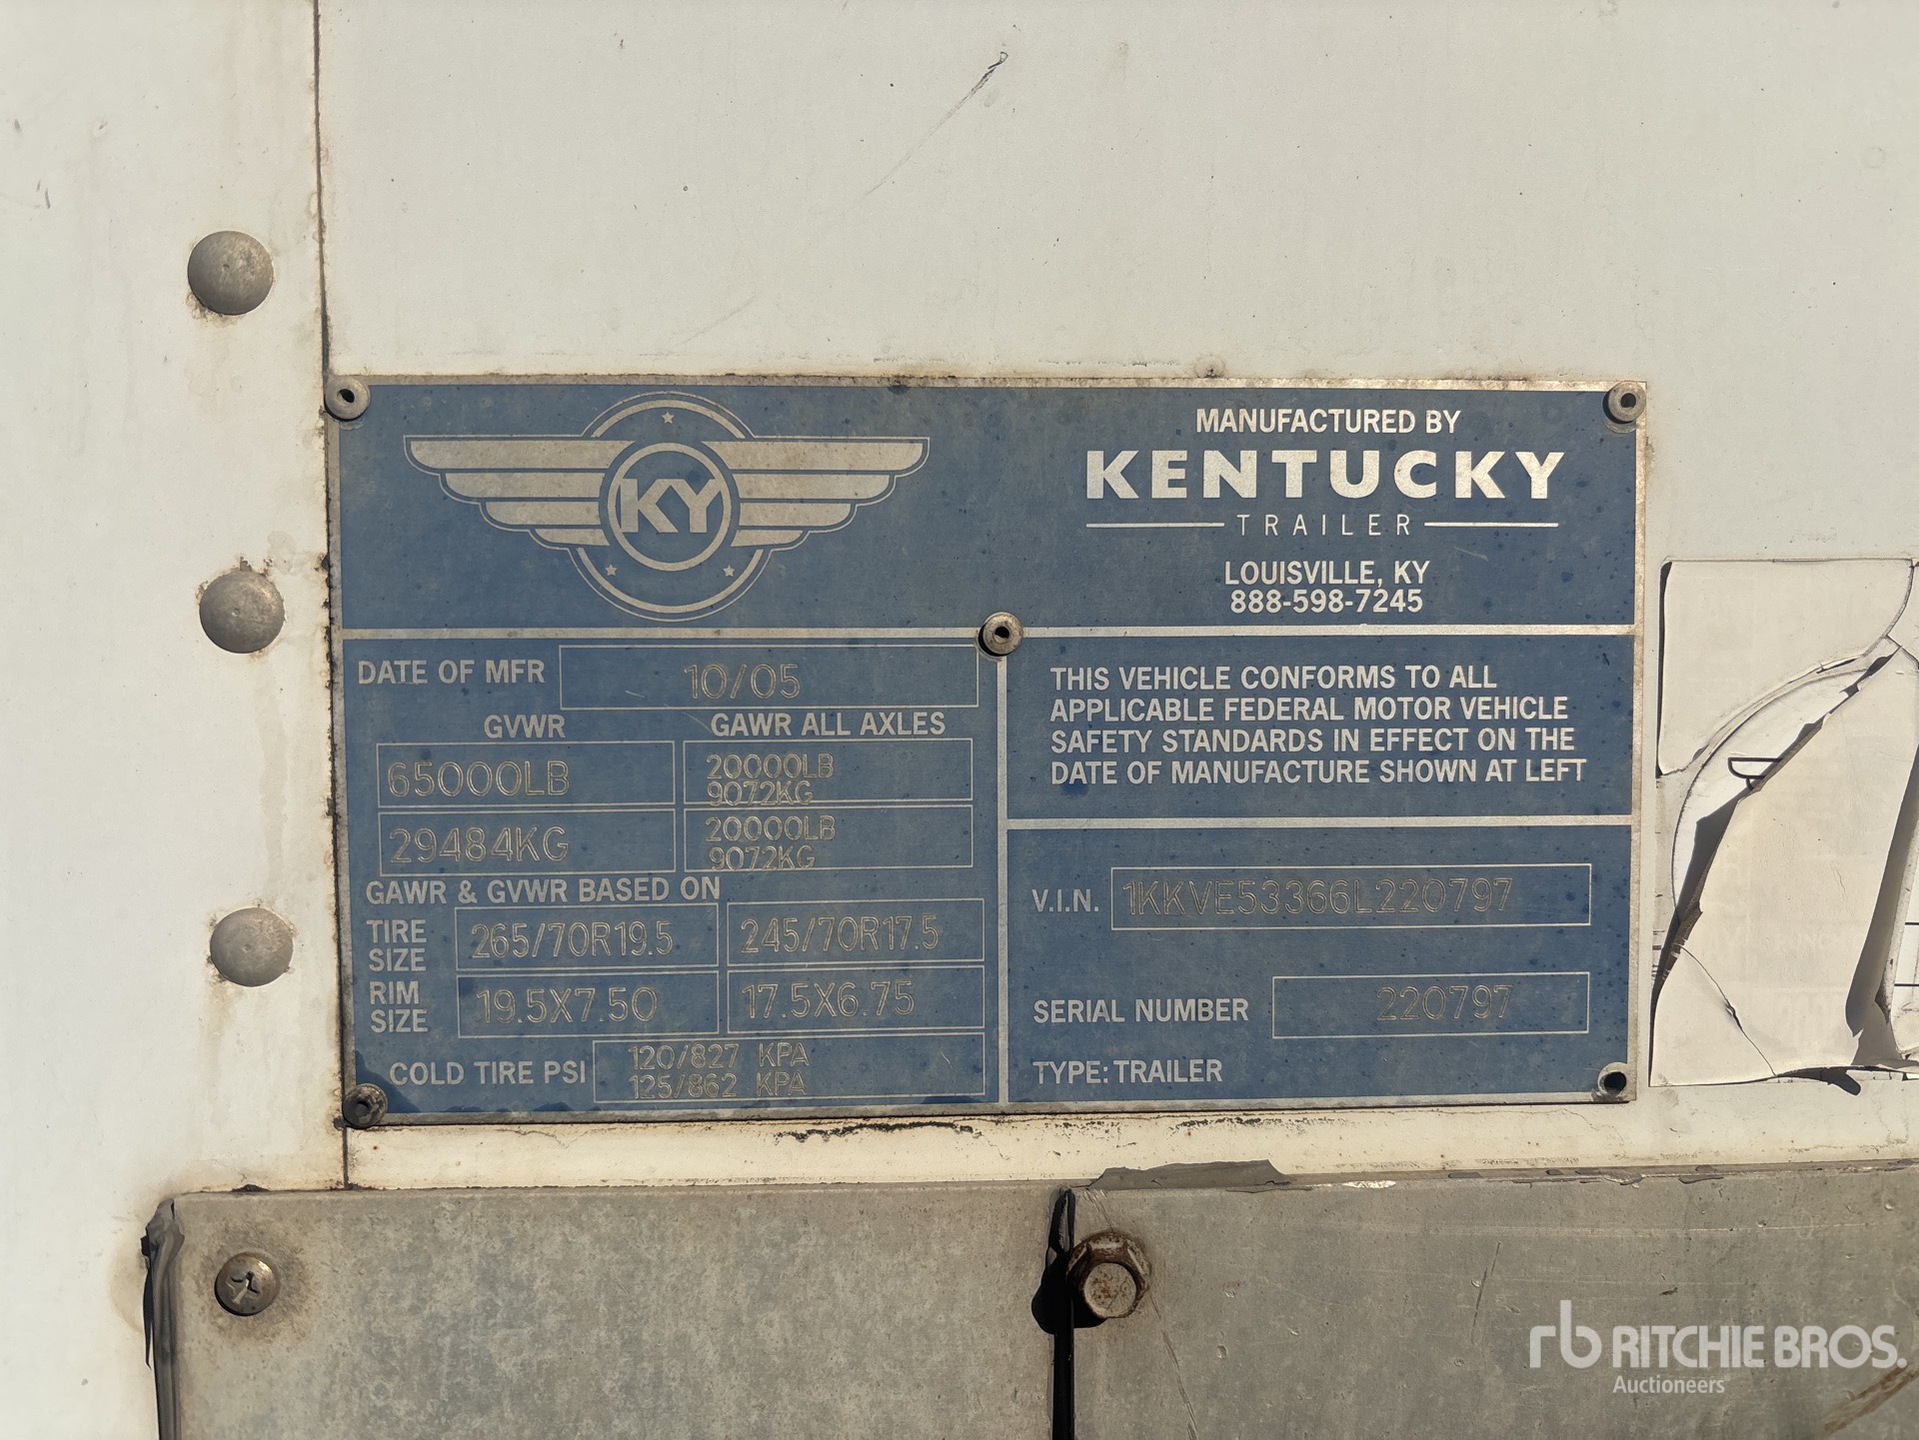 KY
MANUFACTURED BY
KENTUCKY
TRAILER
LOUISVILLE, KY
888-598-7245
DATE OF MFR 10/05
GVWR GAWR ALL AXLES
65000LB 20000LB
9072KG
29484KG 20000LB
9072KG
GAWR & GVWR BASED ON
TIRE SIZE 265/70R19.5 245/70R17.5
RIM SIZE 19.5X7.50 17.5X6.75
COLD TIRE PSI 120/827 KPA
125/862 KPA
THIS VEHICLE CONFORMS TO ALL
APPLICABLE FEDERAL MOTOR VEHICLE
SAFETY STANDARDS IN EFFECT ON THE
DATE OF MANUFACTURE SHOWN AT LEFT
V.I.N. 1KKVE53366L220797
SERIAL NUMBER 220797
TYPE: TRAILER
rb RITCHIE BROS.
Auctioneers